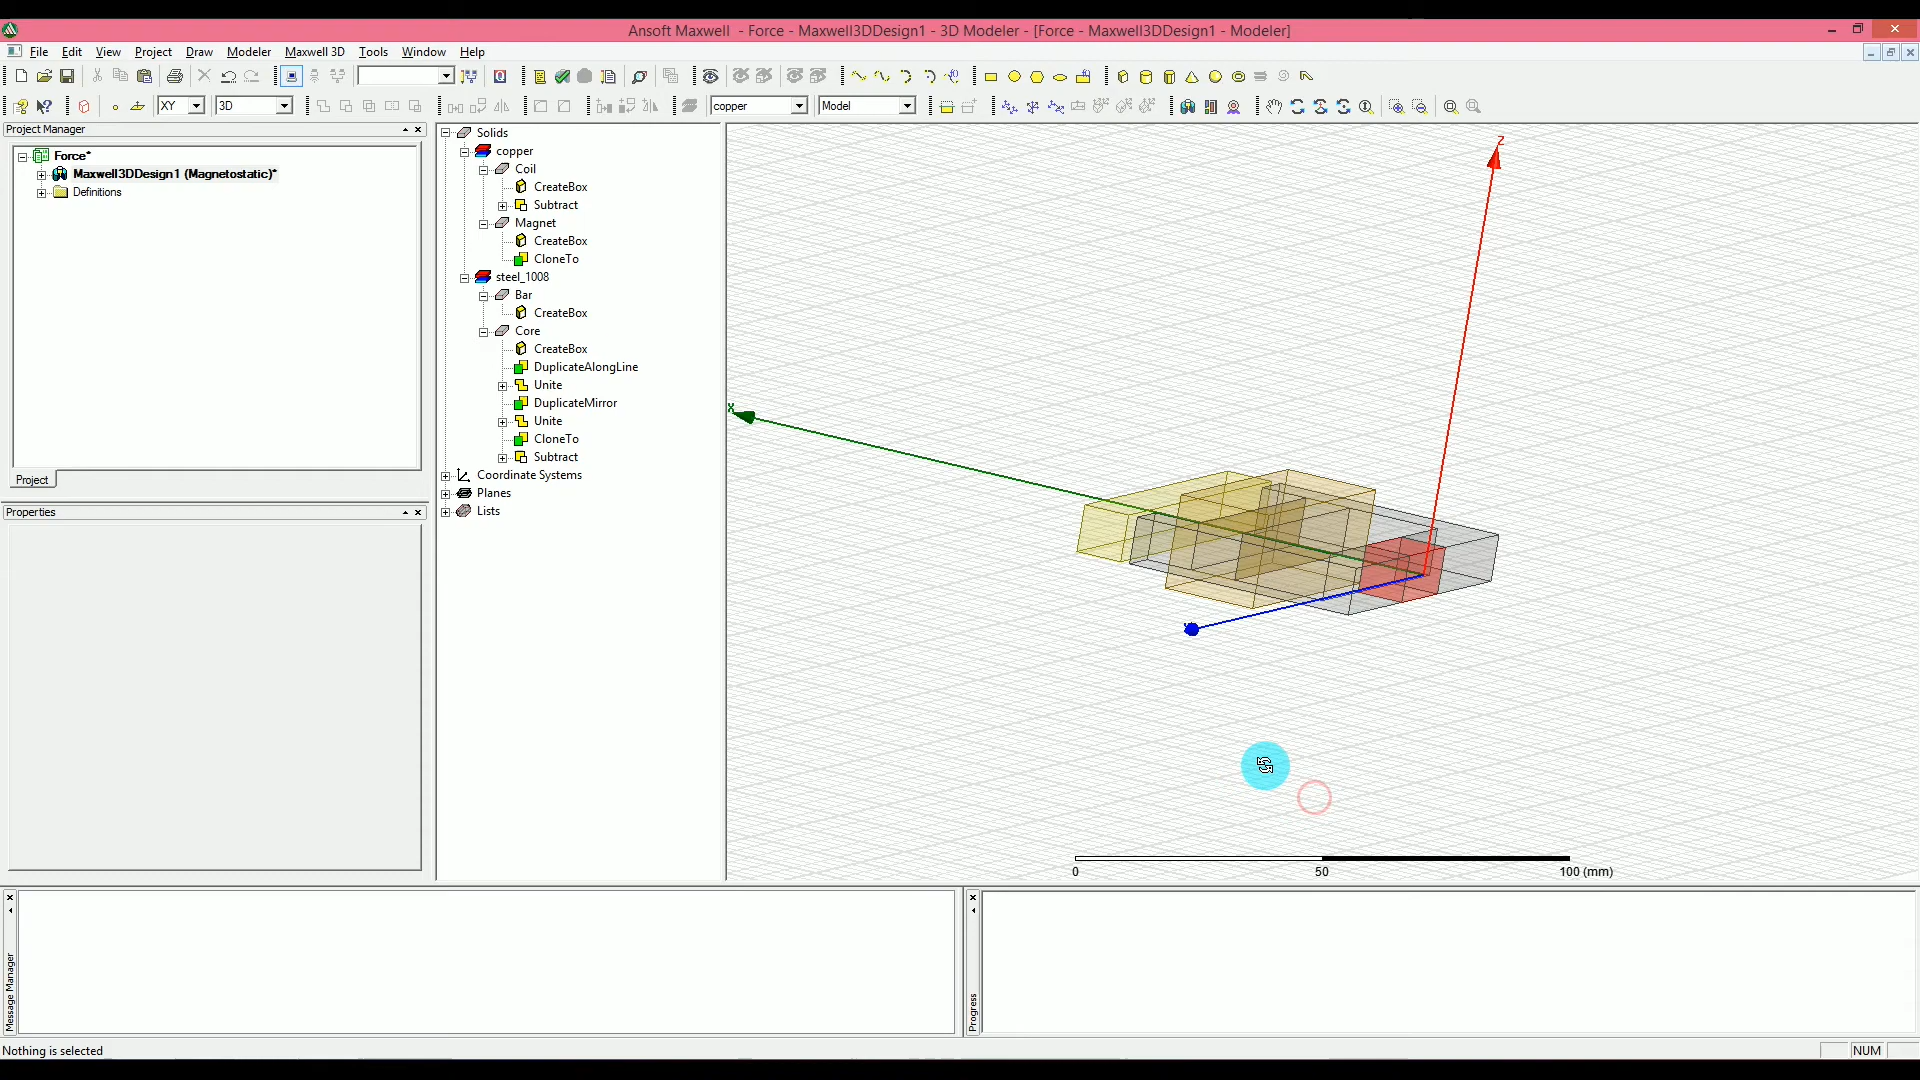 Ansoft Maxwell - Force - Maxwell3DDesign1 - 3D Modeler - [Force - Maxwell3DDesign1 - Modeler]
File Edit View Project Draw Modeler Maxwell 3D Tools Window Help
XY 3D copper Model
Project Manager
Force*
Maxwell3DDesign1 (Magnetostatic)*
Definitions
Project
Properties
Solids
copper
Coil
CreateBox
Subtract
Magnet
CreateBox
CloneTo
steel_1008
Bar
CreateBox
Core
CreateBox
DuplicateAlongLine
Unite
DuplicateMirror
Unite
CloneTo
Subtract
Coordinate Systems
Planes
Lists
Z
X
0 50 100 (mm)
Message Manager
Progress
Nothing is selected
NUM